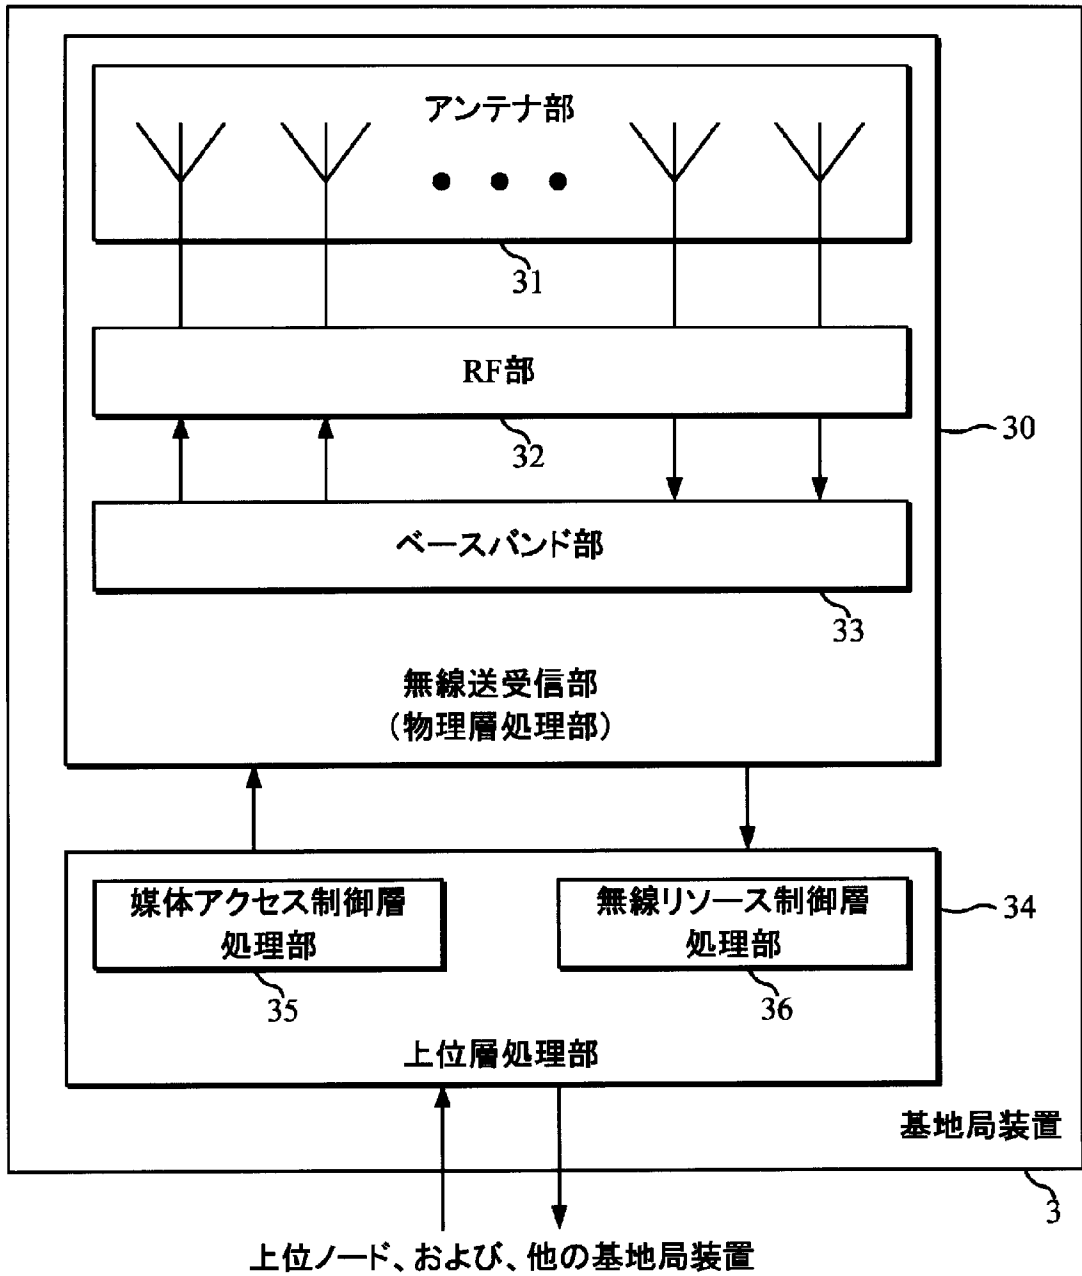 アンテナ部
31
RF部
32
30
ベースバンド部
33
無線送受信部
（物理層処理部）
媒体アクセス制御層
処理部
35
無線リソース制御層
処理部
36
34
上位層処理部
基地局装置
3
上位ノード、および、他の基地局装置